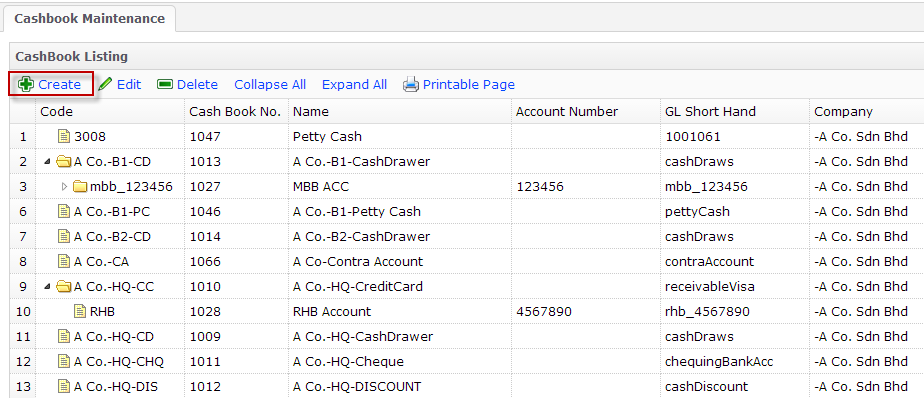 Cashbook Maintenance
CashBook Listing
Create Edit Delete Collapse All Expand All Printable Page
Code Cash Book No. Name Account Number GL Short Hand Company
1 3008 1047 Petty Cash 1001061 -A Co. Sdn Bhd
2 A Co.-B1-CD 1013 A Co.-B1-CashDrawer cashDraws -A Co. Sdn Bhd
3 mbb_123456 1027 MBB ACC 123456 mbb_123456 -A Co. Sdn Bhd
6 A Co.-B1-PC 1046 A Co.-B1-Petty Cash pettyCash -A Co. Sdn Bhd
7 A Co.-B2-CD 1014 A Co.-B2-CashDrawer cashDraws -A Co. Sdn Bhd
8 A Co.-CA 1066 A Co-Contra Account contraAccount -A Co. Sdn Bhd
9 A Co.-HQ-CC 1010 A Co.-HQ-CreditCard receivableVisa -A Co. Sdn Bhd
10 RHB 1028 RHB Account 4567890 rhb_4567890 -A Co. Sdn Bhd
11 A Co.-HQ-CD 1009 A Co.-HQ-CashDrawer cashDraws -A Co. Sdn Bhd
12 A Co.-HQ-CHQ 1011 A Co.-HQ-Cheque chequingBankAcc -A Co. Sdn Bhd
13 A Co.-HQ-DIS 1012 A Co.-HQ-DISCOUNT cashDiscount -A Co. Sdn Bhd